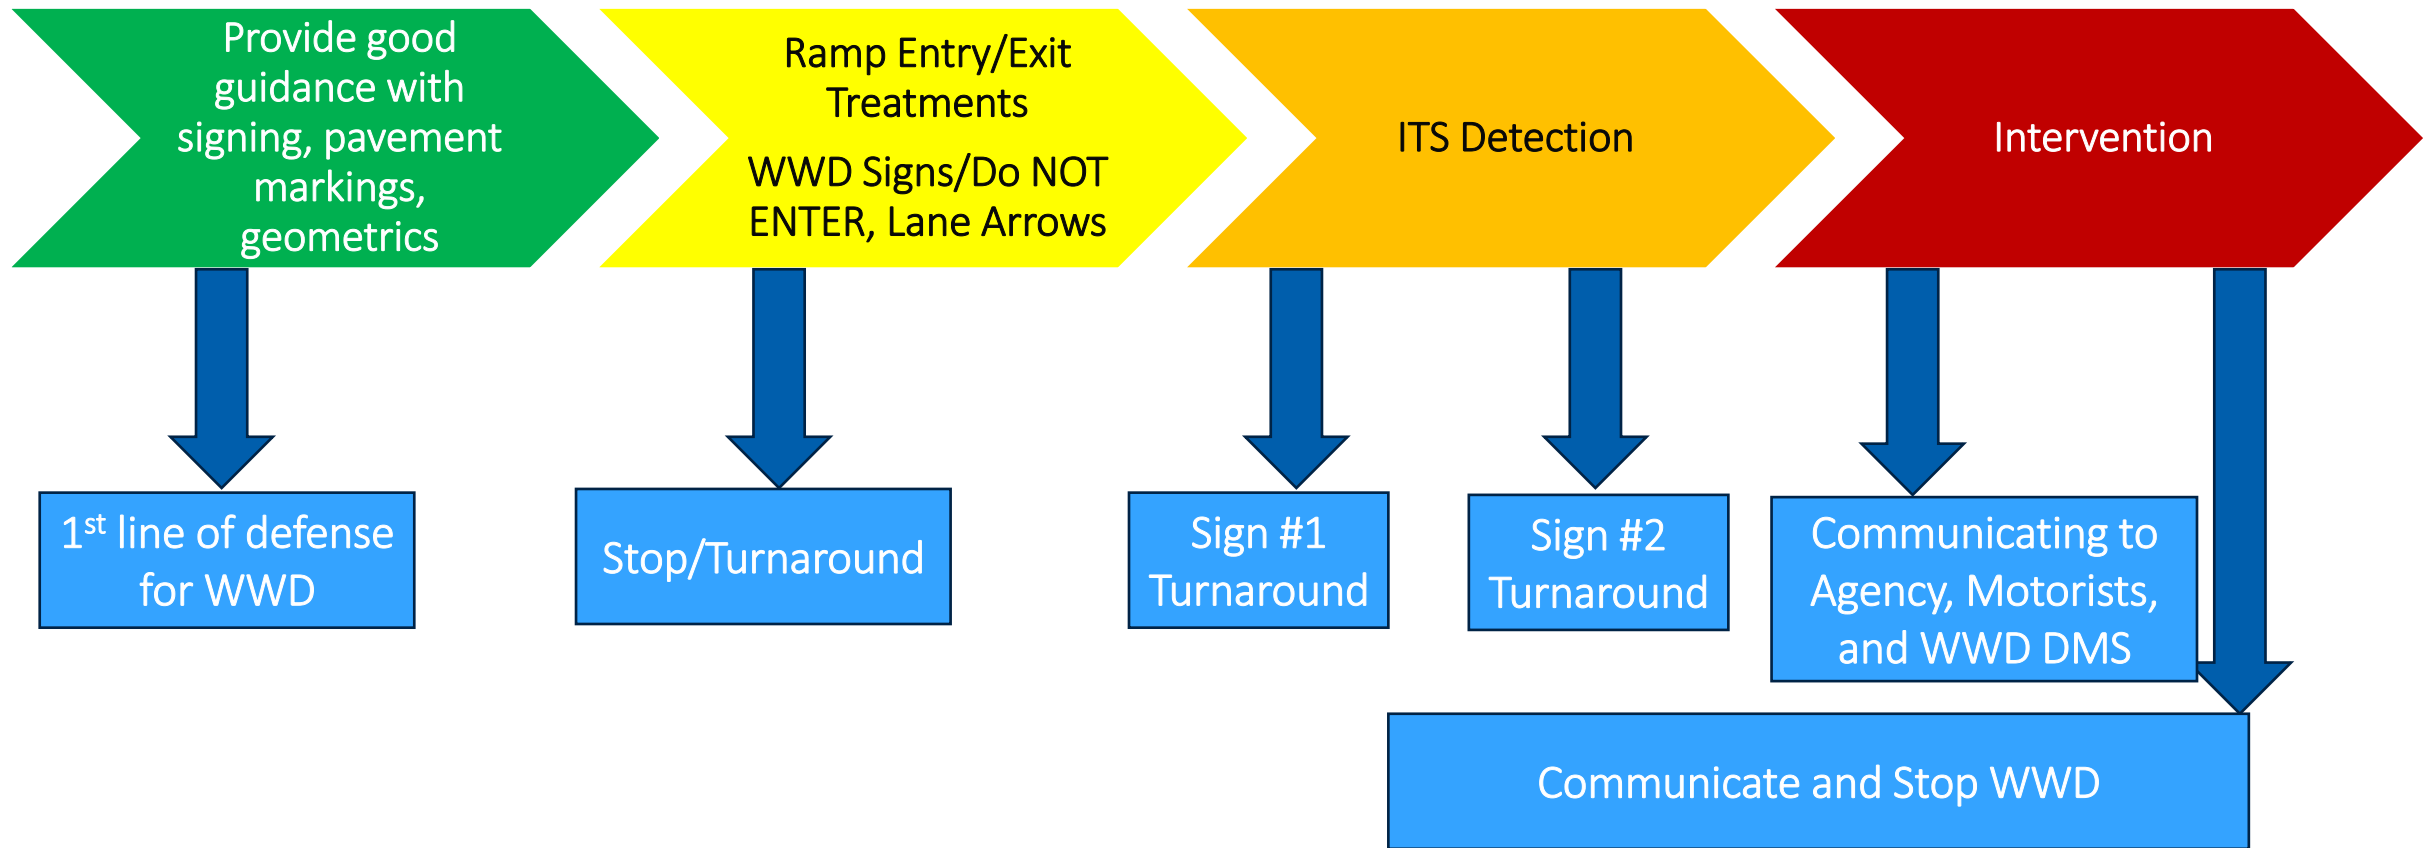 Provide good
guidance with
signing, pavement
markings,
geometrics
Ramp Entry/Exit
Treatments
WWD Signs/Do NOT
ENTER, Lane Arrows
ITS Detection
Intervention
1st line of defense
for WWD
Stop/Turnaround
Sign #1
Turnaround
Sign #2
Turnaround
Communicating to
Agency, Motorists,
and WWD DMS
Communicate and Stop WWD